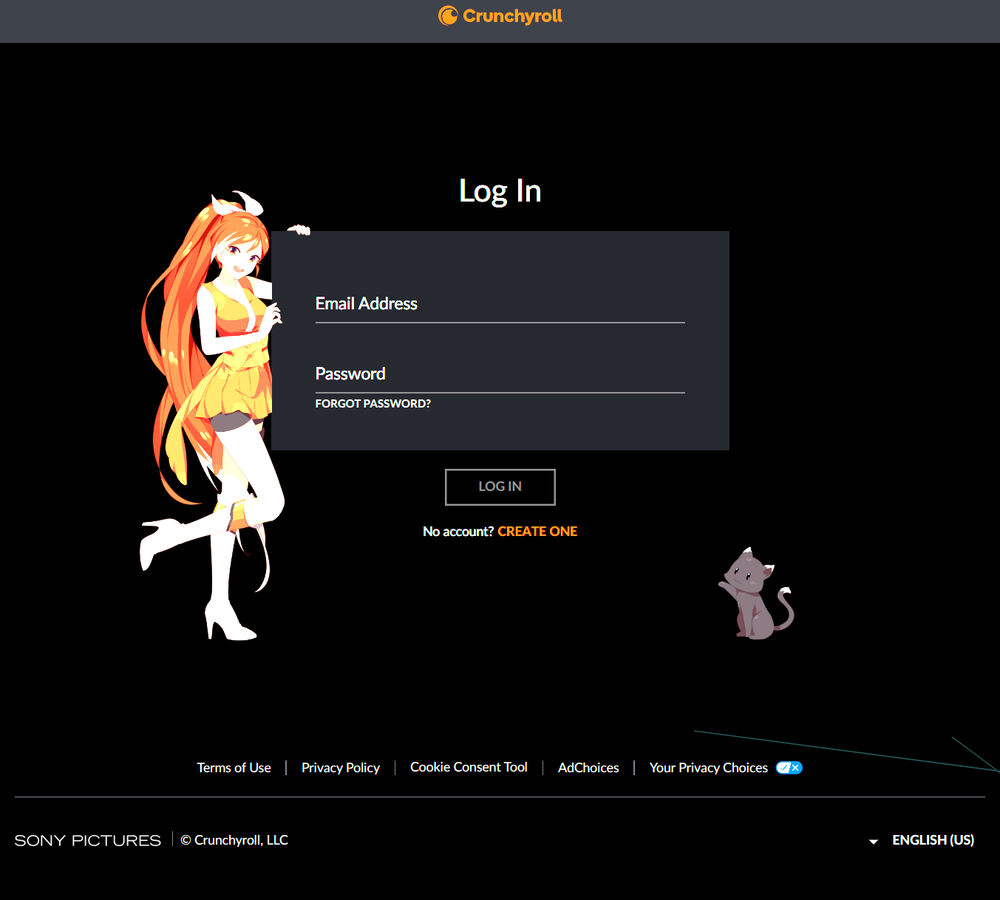 Crunchyroll
Log In
Email Address
Password
FORGOT PASSWORD?
LOG IN
No account? CREATE ONE
Terms of Use
Privacy Policy
Cookie Consent Tool
AdChoices
Your Privacy Choices
SONY PICTURES
© Crunchyroll, LLC
ENGLISH (US)